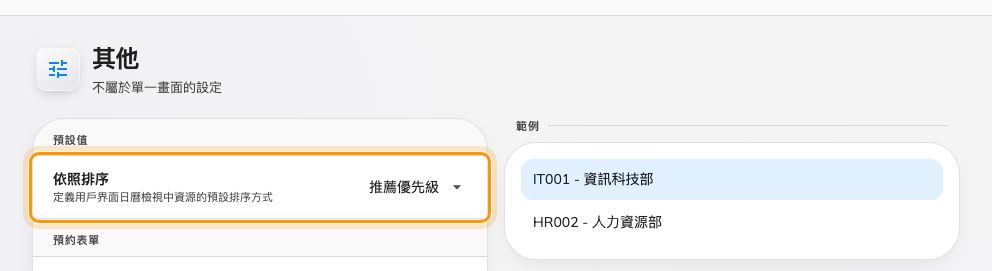 其他
不屬於單一畫面的設定
預設值
依照排序
定義用戶界面日曆檢視中資源的預設排序方式
推薦優先級
預約表單
範例
IT001 - 資訊科技部
HR002 - 人力資源部